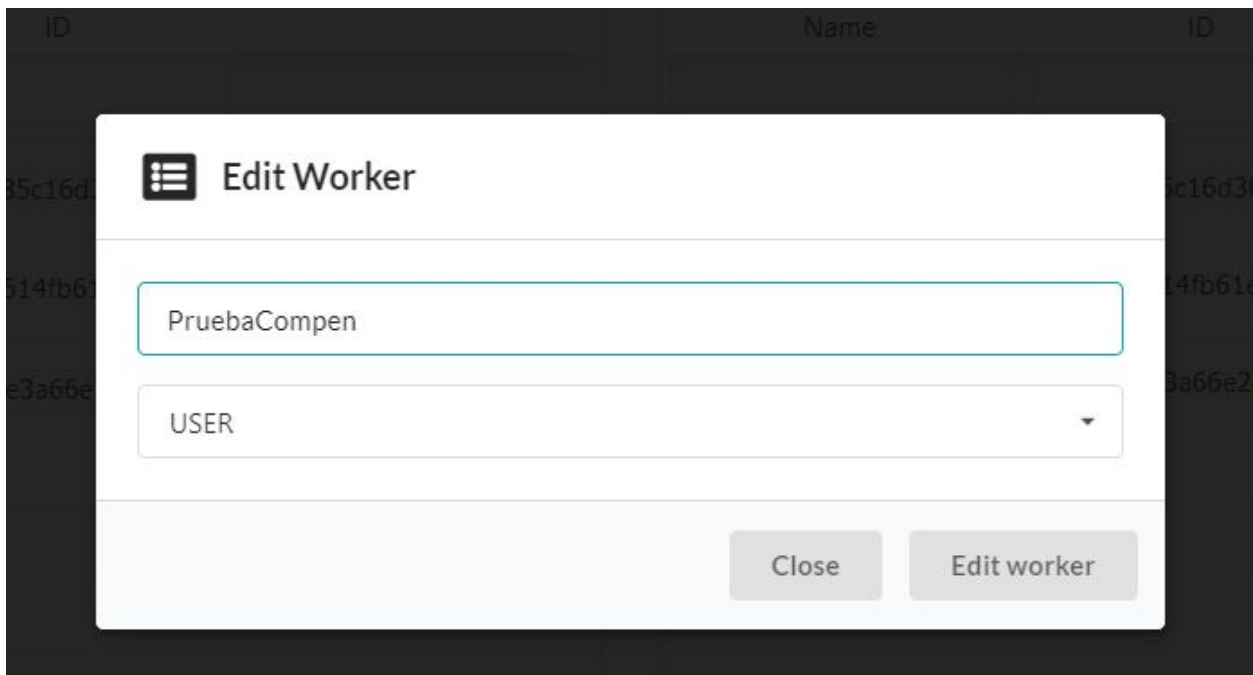 ID
Name
ID
Edit Worker
PruebaCompen
USER
Close
Edit worker